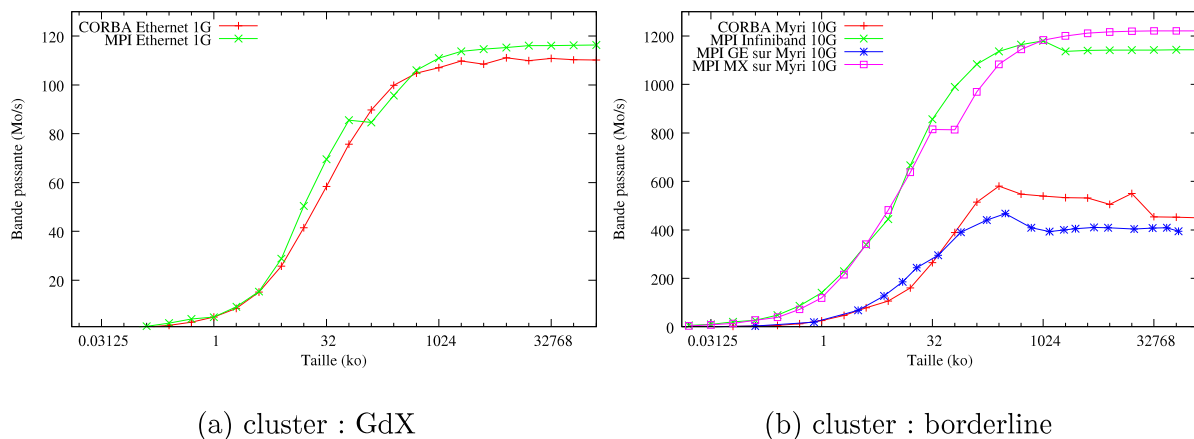 CORBA Ethernet 1G
MPI Ethernet 1G
120
100
80
60
40
20
0.03125
1
32
1024
32768
Bande passante (Mo/s)
Taille (ko)
(a) cluster : GdX
CORBA Myri 10G
MPI Infiniband 10G
MPI GE sur Myri 10G
MPI MX sur Myri 10G
1200
1000
800
600
400
200
0
0.03125
1
32
1024
32768
Bande passante (Mo/s)
Taille (ko)
(b) cluster : borderline